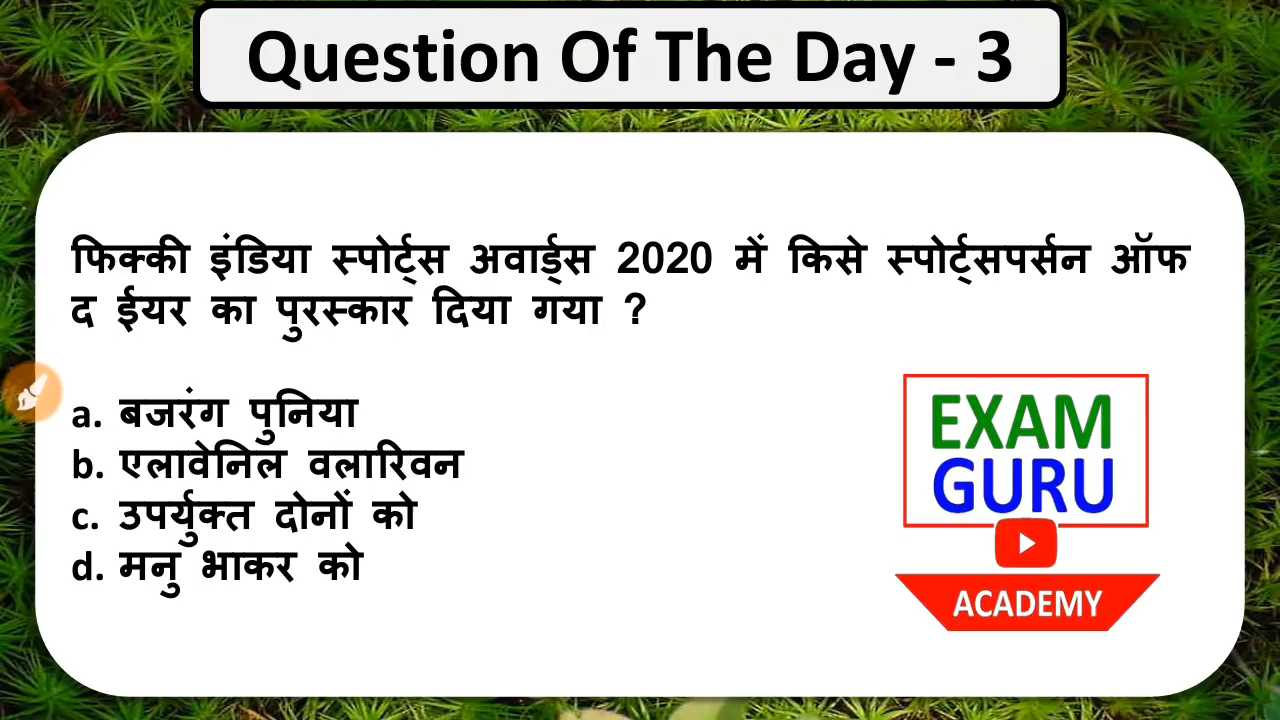 Question Of The Day - 3
फिक्की इंडिया स्पोर्ट्स अवार्ड्स 2020 में किसे स्पोर्ट्सपर्सन ऑफ
द ईयर का पुरस्कार दिया गया ?
a. बजरंग पुनिया
b. एलावेनिल वलारिवन
c. उपर्युक्त दोनों को
d. मनु भाकर को
EXAM
GURU
ACADEMY